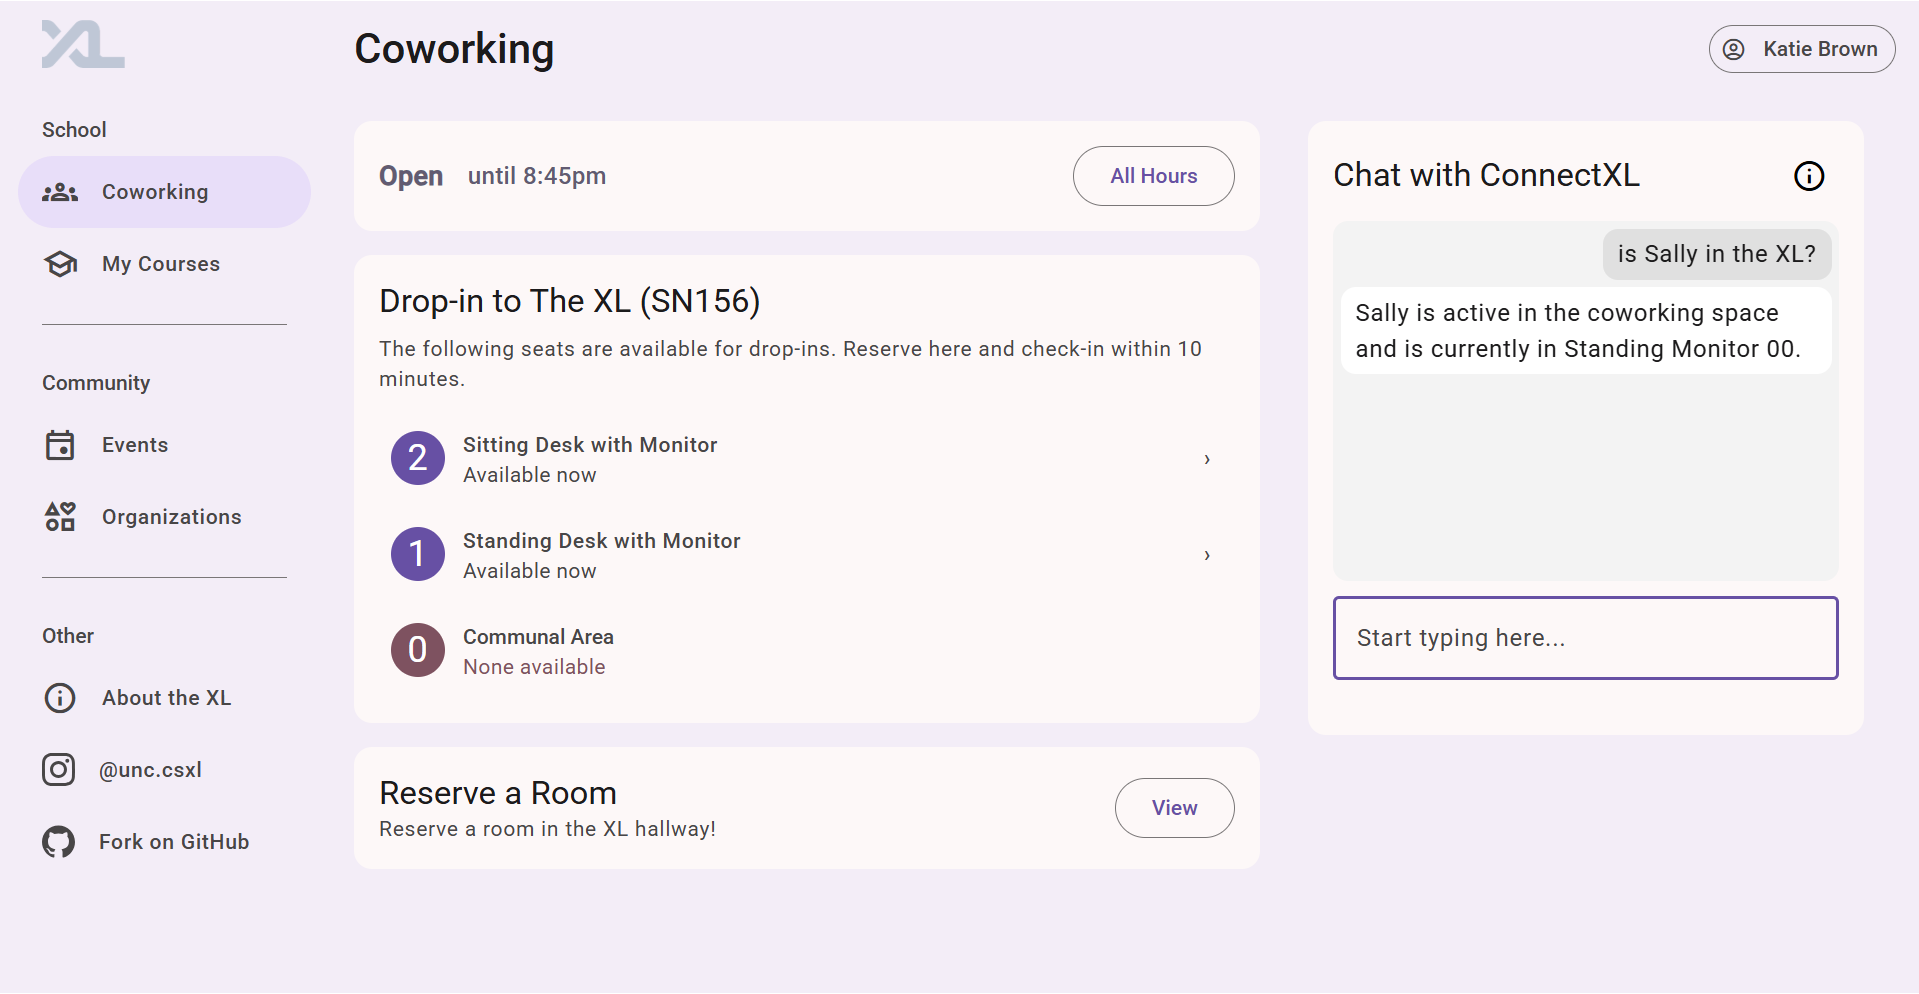 XL
Coworking
Katie Brown
School
Coworking
My Courses
Community
Events
Organizations
Other
About the XL
@unc.csxl
Fork on GitHub
Open until 8:45pm
All Hours
Drop-in to The XL (SN156)
The following seats are available for drop-ins. Reserve here and check-in within 10
minutes.
2 Sitting Desk with Monitor
Available now
1 Standing Desk with Monitor
Available now
0 Communal Area
None available
Reserve a Room
Reserve a room in the XL hallway!
View
Chat with ConnectXL
is Sally in the XL?
Sally is active in the coworking space
and is currently in Standing Monitor 00.
Start typing here...